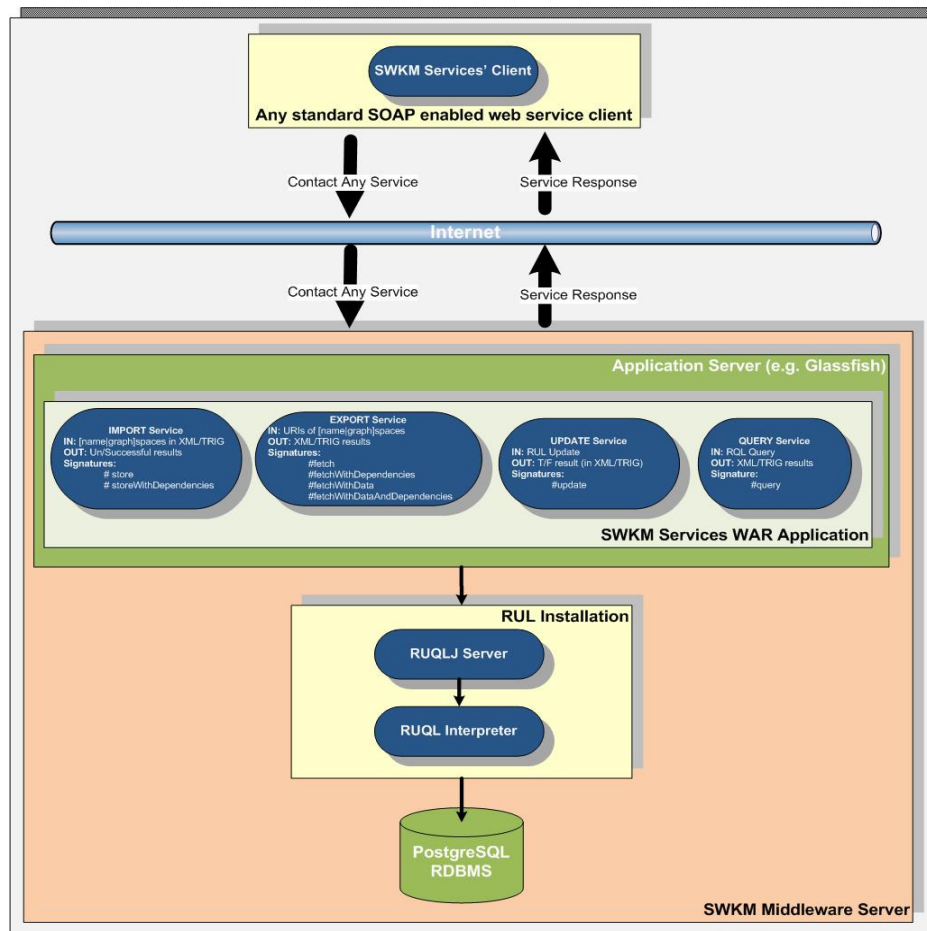 SWKM Services' Client
Any standard SOAP enabled web service client
Contact Any Service
Service Response
Internet
Contact Any Service
Service Response
Application Server (e.g. Glassfish)
IMPORT Service
IN: [name|graph]spaces in XML/TRIG
OUT: Un/Successful results
Signatures:
# store
# storeWithDependencies
EXPORT Service
IN: URIs of [name|graph]spaces
OUT: XML/TRIG results
Signatures:
#fetch
#fetchWithDependencies
#fetchWithData
#fetchWithDataAndDependencies
UPDATE Service
IN: RUL Update
OUT: T/F result (in XML/TRIG)
Signatures:
#update
QUERY Service
IN: RQL Query
OUT: XML/TRIG results
Signature:
#query
SWKM Services WAR Application
RUL Installation
RUQLJ Server
RUQL Interpreter
PostgreSQL
RDBMS
SWKM Middleware Server